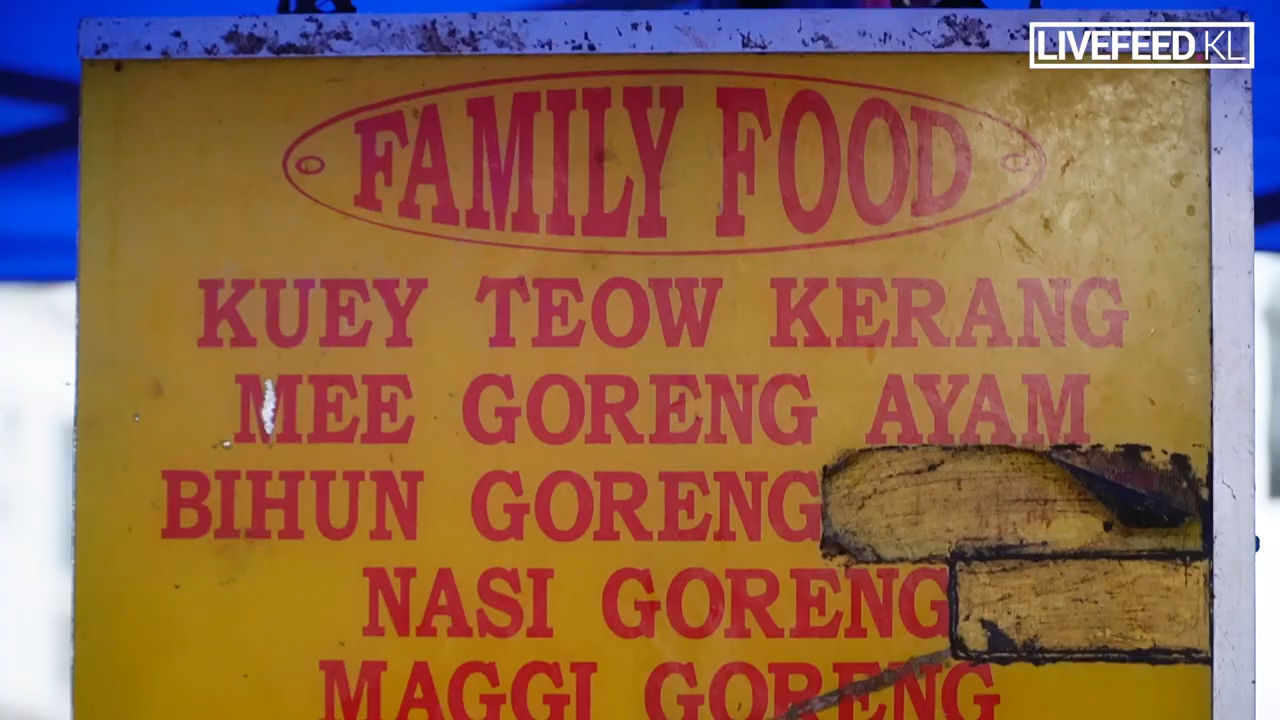 LIVEFEED KL
FAMILY FOOD
KUEY TEOW KERANG
MEE GORENG AYAM
BIHUN GORENG
NASI GORENG
MAGGI GORENG